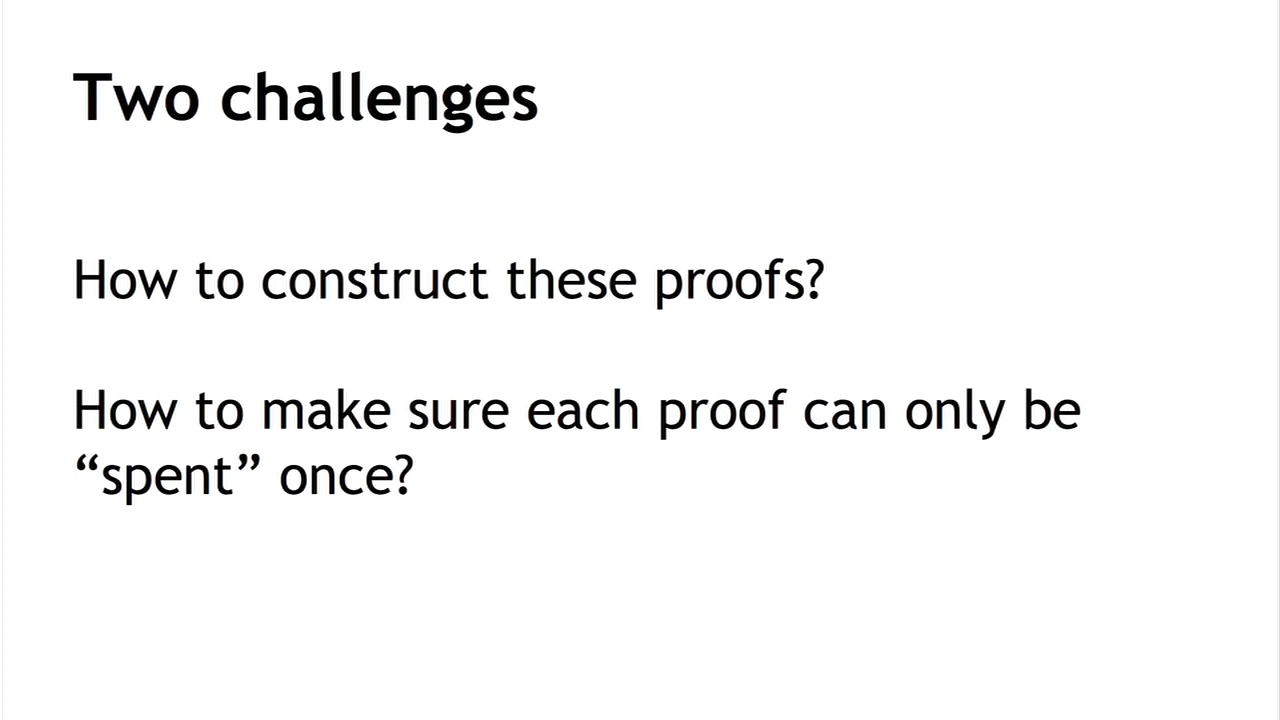 Two challenges
How to construct these proofs?
How to make sure each proof can only be
“spent” once?